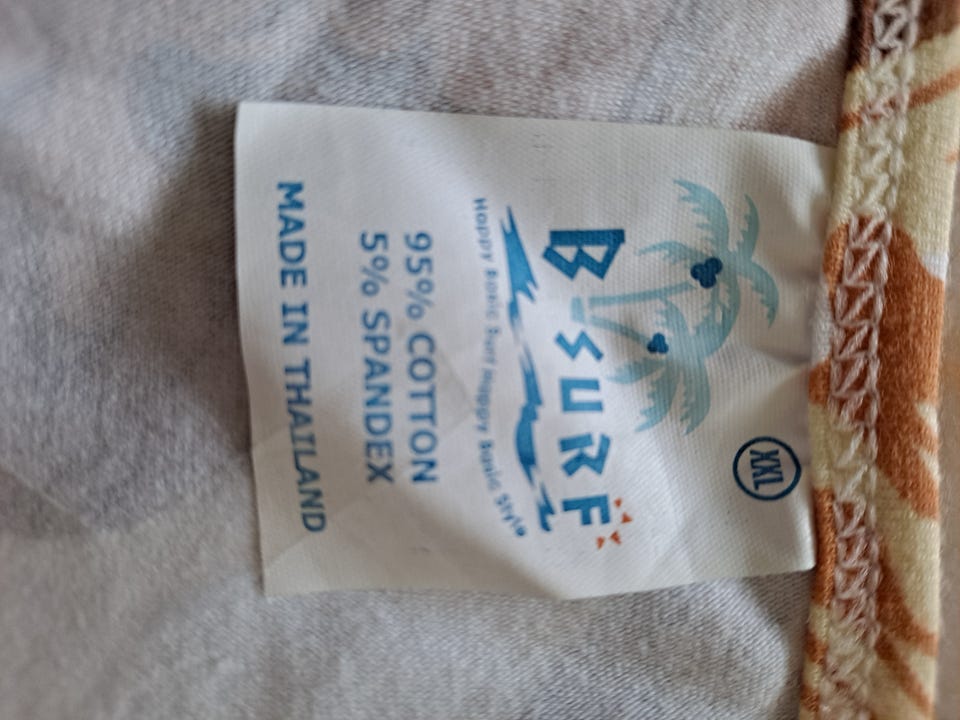 XXL
B SURF
Happy Basic Surf Happy Basic Style
95% COTTON
5% SPANDEX
MADE IN THAILAND